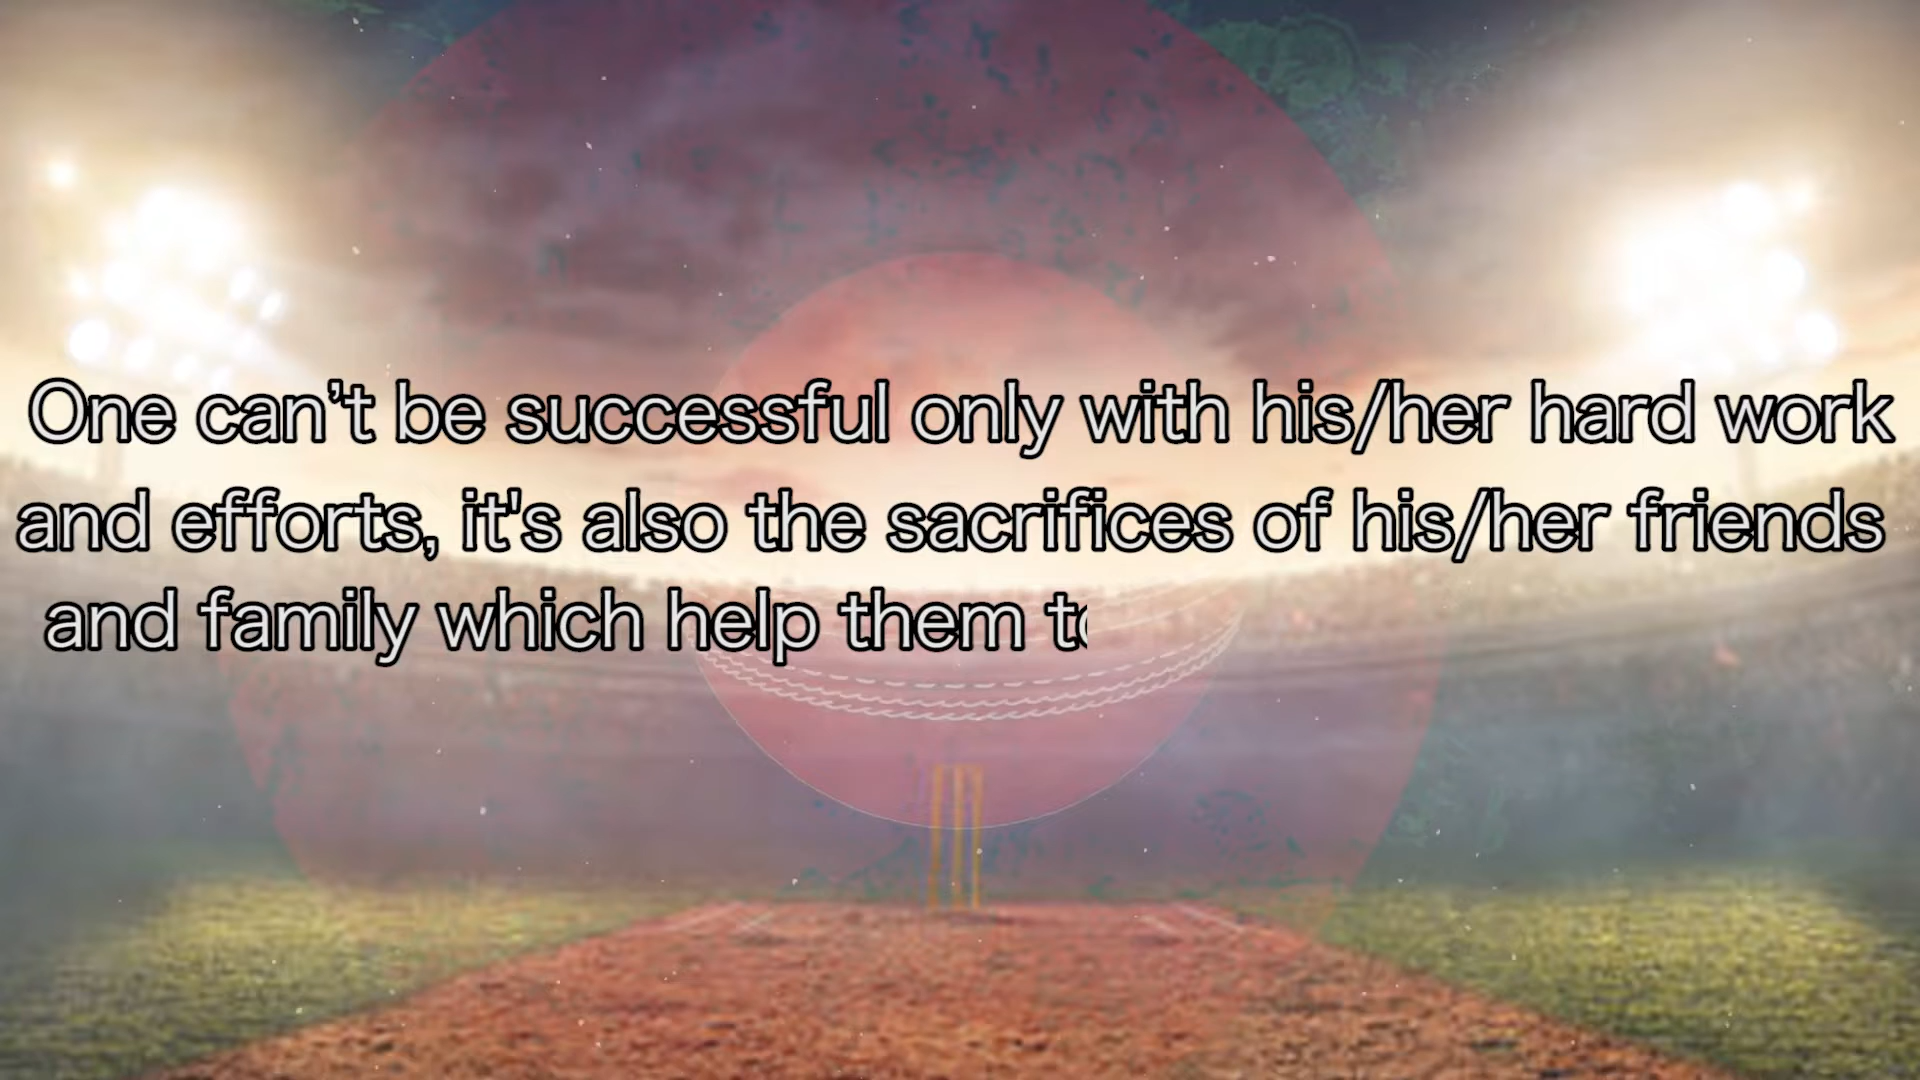 One can’t be successful only with his/her hard work
and efforts, it's also the sacrifices of his/her friends
and family which help them